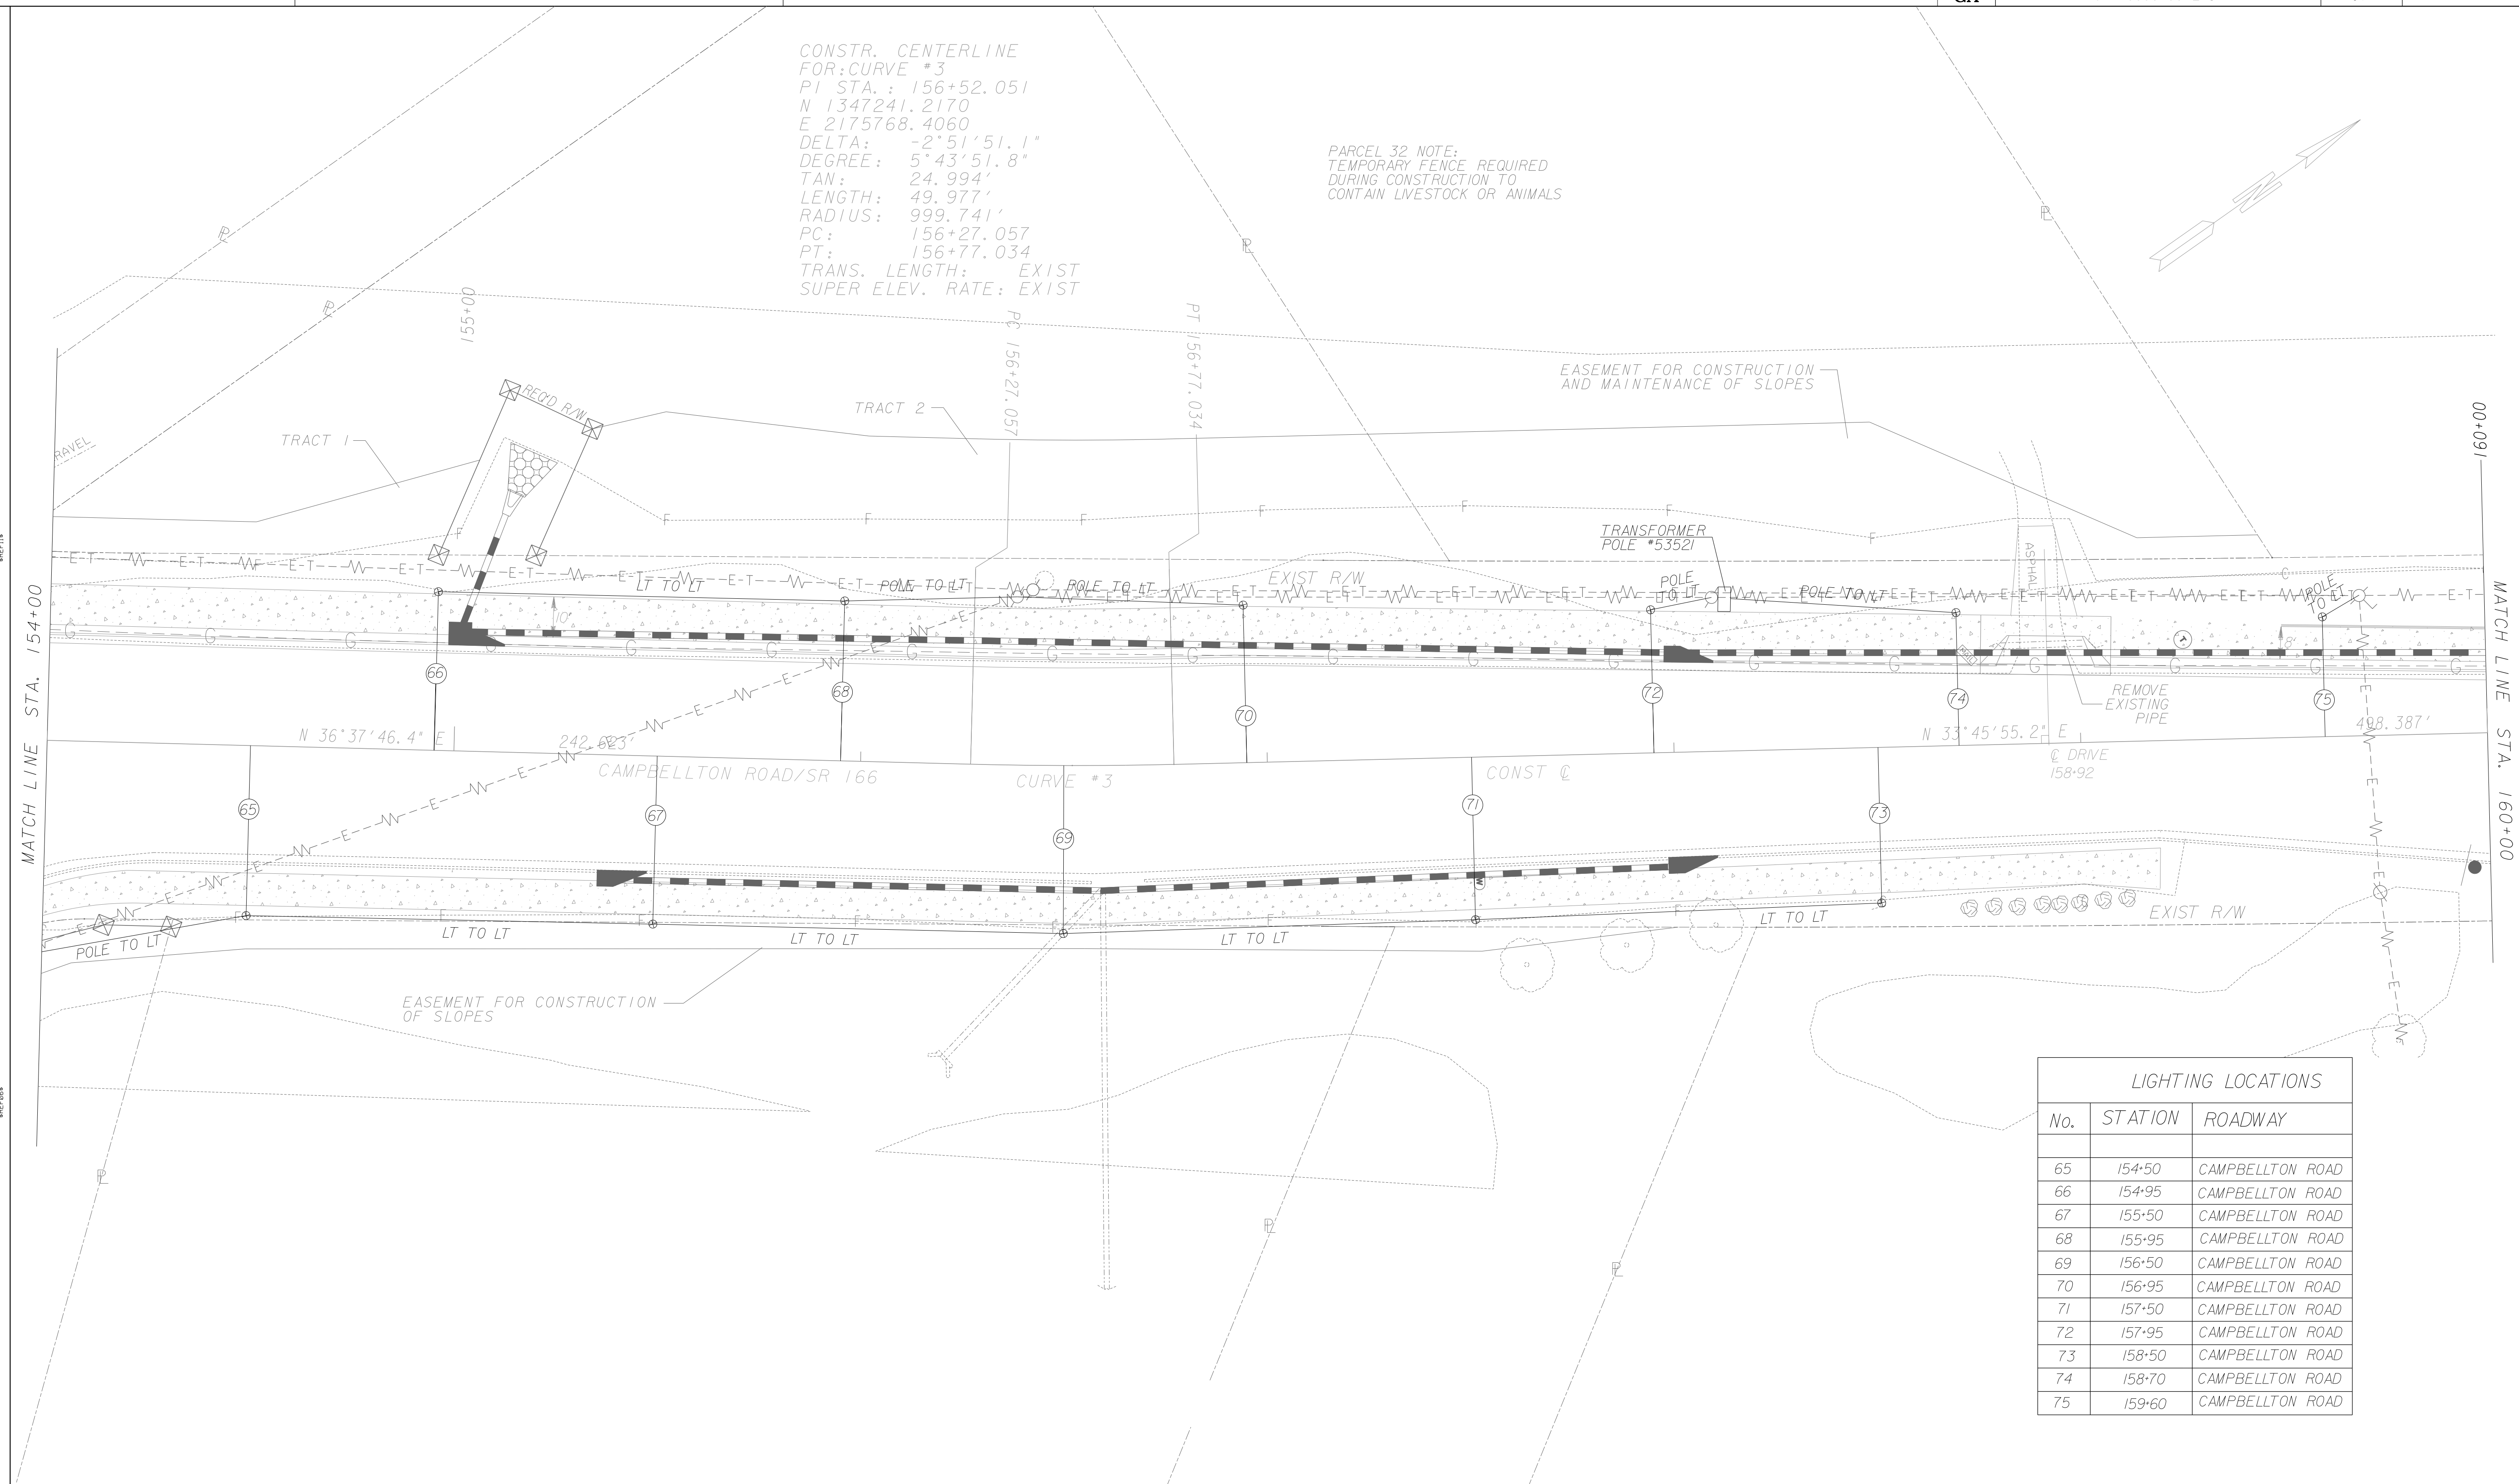 CONSTR. CENTERLINE
FOR:CURVE #3
PI STA.: 156+52.051
N 1347241.2170
E 2175768.4060
DELTA: -2°51'51.1"
DEGREE: 5°43'51.8"
TAN: 24.994'
LENGTH: 49.977'
RADIUS: 999.741'
PC: 156+27.057
PT: 156+77.034
TRANS. LENGTH: EXIST
SUPER ELEV. RATE: EXIST
PARCEL 32 NOTE:
TEMPORARY FENCE REQUIRED
DURING CONSTRUCTION TO
CONTAIN LIVESTOCK OR ANIMALS
155+00
PC 156+27.057
PT 156+77.034
EASEMENT FOR CONSTRUCTION
AND MAINTENANCE OF SLOPES
REQ'D R/W
TRACT 1
TRACT 2
160+00
RAVEL
TRANSFORMER
POLE #53521
EXIST R/W
ASPHALT
LT TO LT
POLE TO LT
POLE TO LT
POLE
TO LT
POLE TO LT
POLE
TO LT
10'
8'
66
68
70
72
74
75
REMOVE
EXISTING
PIPE
MATCH LINE STA. 154+00
MATCH LINE STA. 160+00
N 36°37'46.4" E
242.623'
N 33°45'55.2" E
498.387'
CAMPBELLTON ROAD/SR 166
CURVE #3
CONST ℄
℄ DRIVE
158+92
65
67
69
71
73
W
EXIST R/W
POLE TO LT
LT TO LT
LT TO LT
LT TO LT
LT TO LT
EASEMENT FOR CONSTRUCTION
OF SLOPES
LIGHTING LOCATIONS
No. STATION ROADWAY
65 154+50 CAMPBELLTON ROAD
66 154+95 CAMPBELLTON ROAD
67 155+50 CAMPBELLTON ROAD
68 155+95 CAMPBELLTON ROAD
69 156+50 CAMPBELLTON ROAD
70 156+95 CAMPBELLTON ROAD
71 157+50 CAMPBELLTON ROAD
72 157+95 CAMPBELLTON ROAD
73 158+50 CAMPBELLTON ROAD
74 158+70 CAMPBELLTON ROAD
75 159+60 CAMPBELLTON ROAD